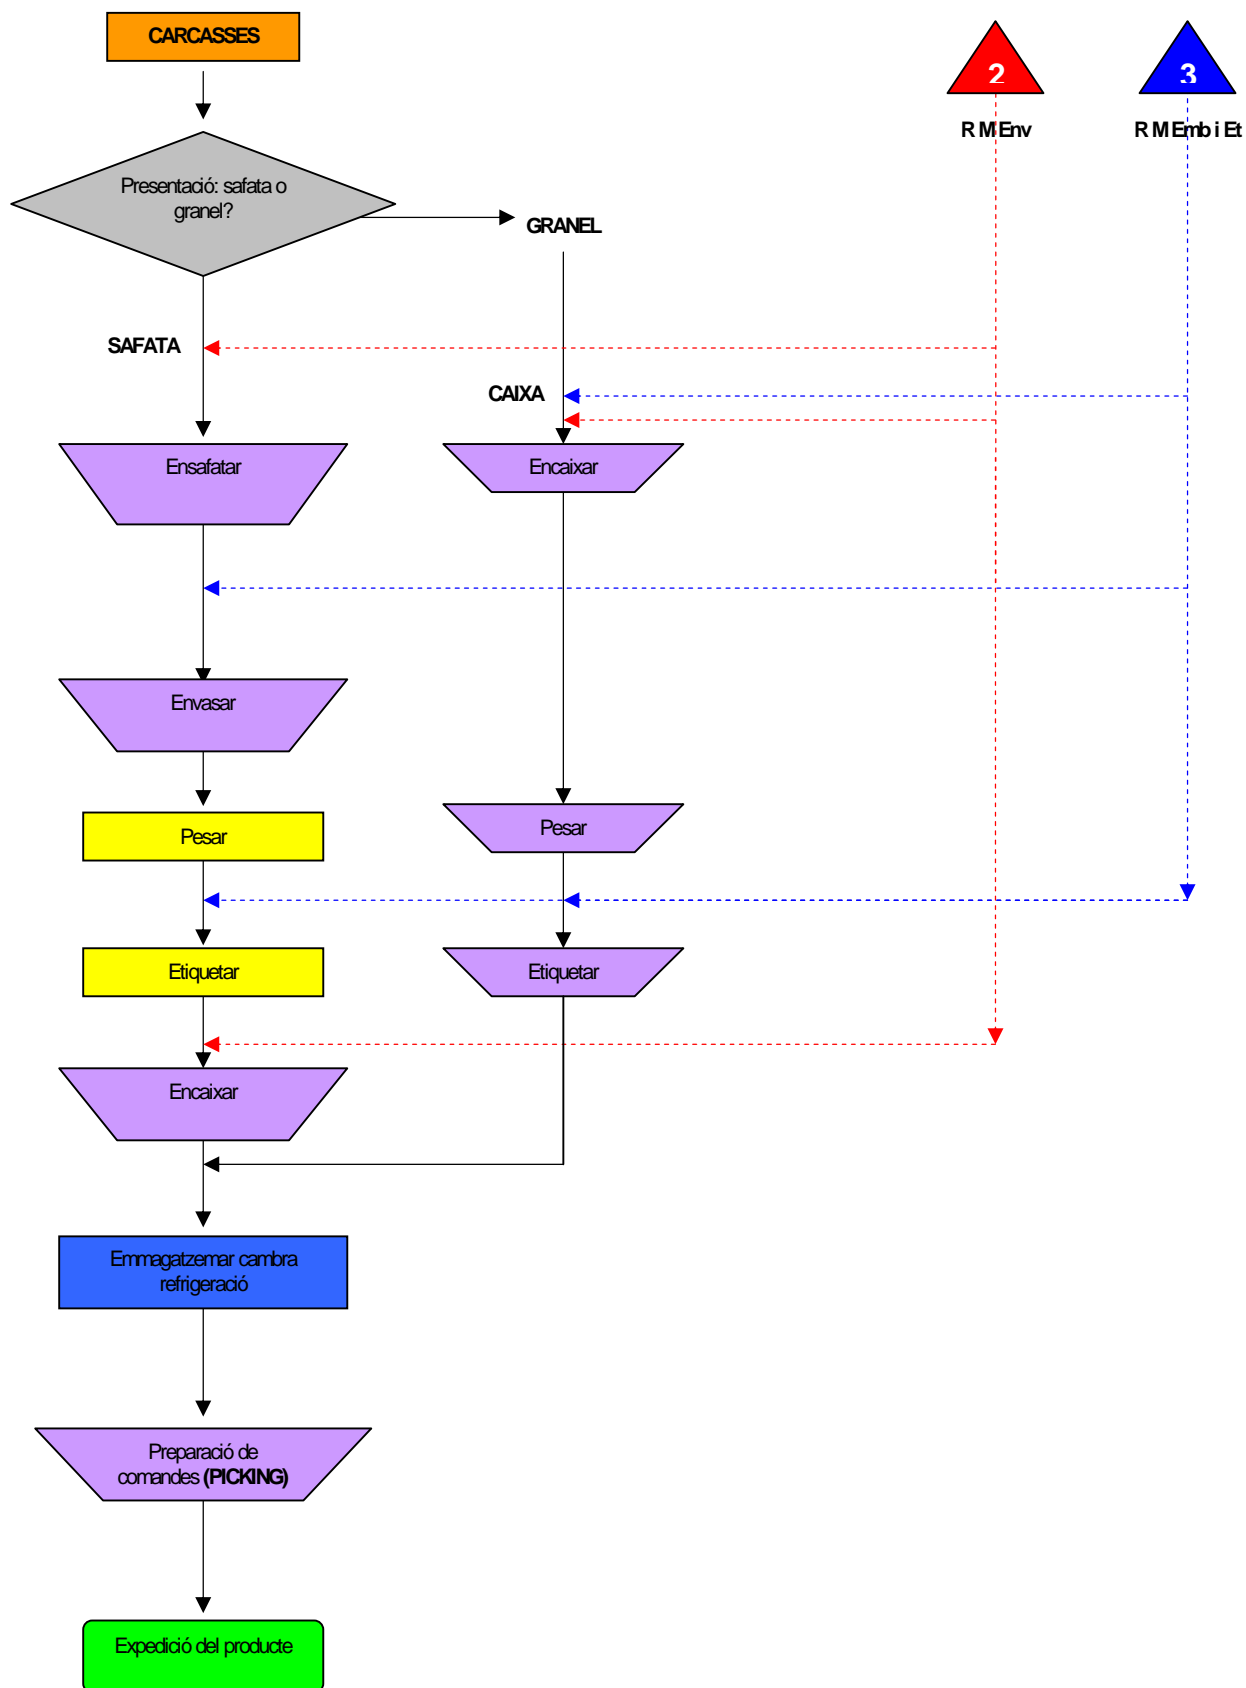 CARCASSES
2
3
R M Env
R M Emb i Et
Presentació: safata o
granel?
GRANEL
SAFATA
CAIXA
Ensafatar
Encaixar
Envasar
Pesar
Pesar
Etiquetar
Etiquetar
Encaixar
Emmagatzemar cambra
refrigeració
Preparació de
comandes (PICKING)
Expedició del producte